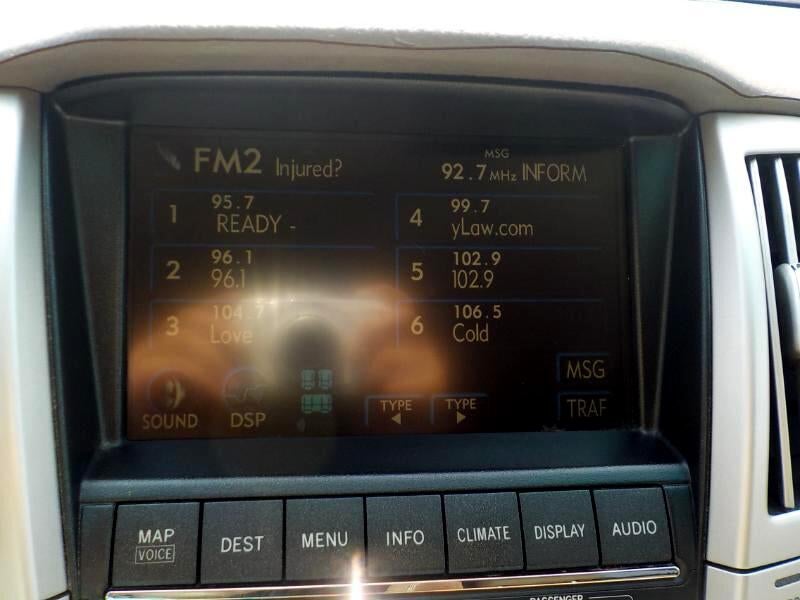 FM2 Injured?
MSG
92.7 MHz INFORM
1 95.7
READY -
2 96.1
96.1
3 104.7
Love
4 99.7
yLaw.com
5 102.9
102.9
6 106.5
Cold
MSG
SOUND DSP TYPE TYPE TRAF
MAP
VOICE
DEST MENU INFO CLIMATE DISPLAY AUDIO
PASSENGER